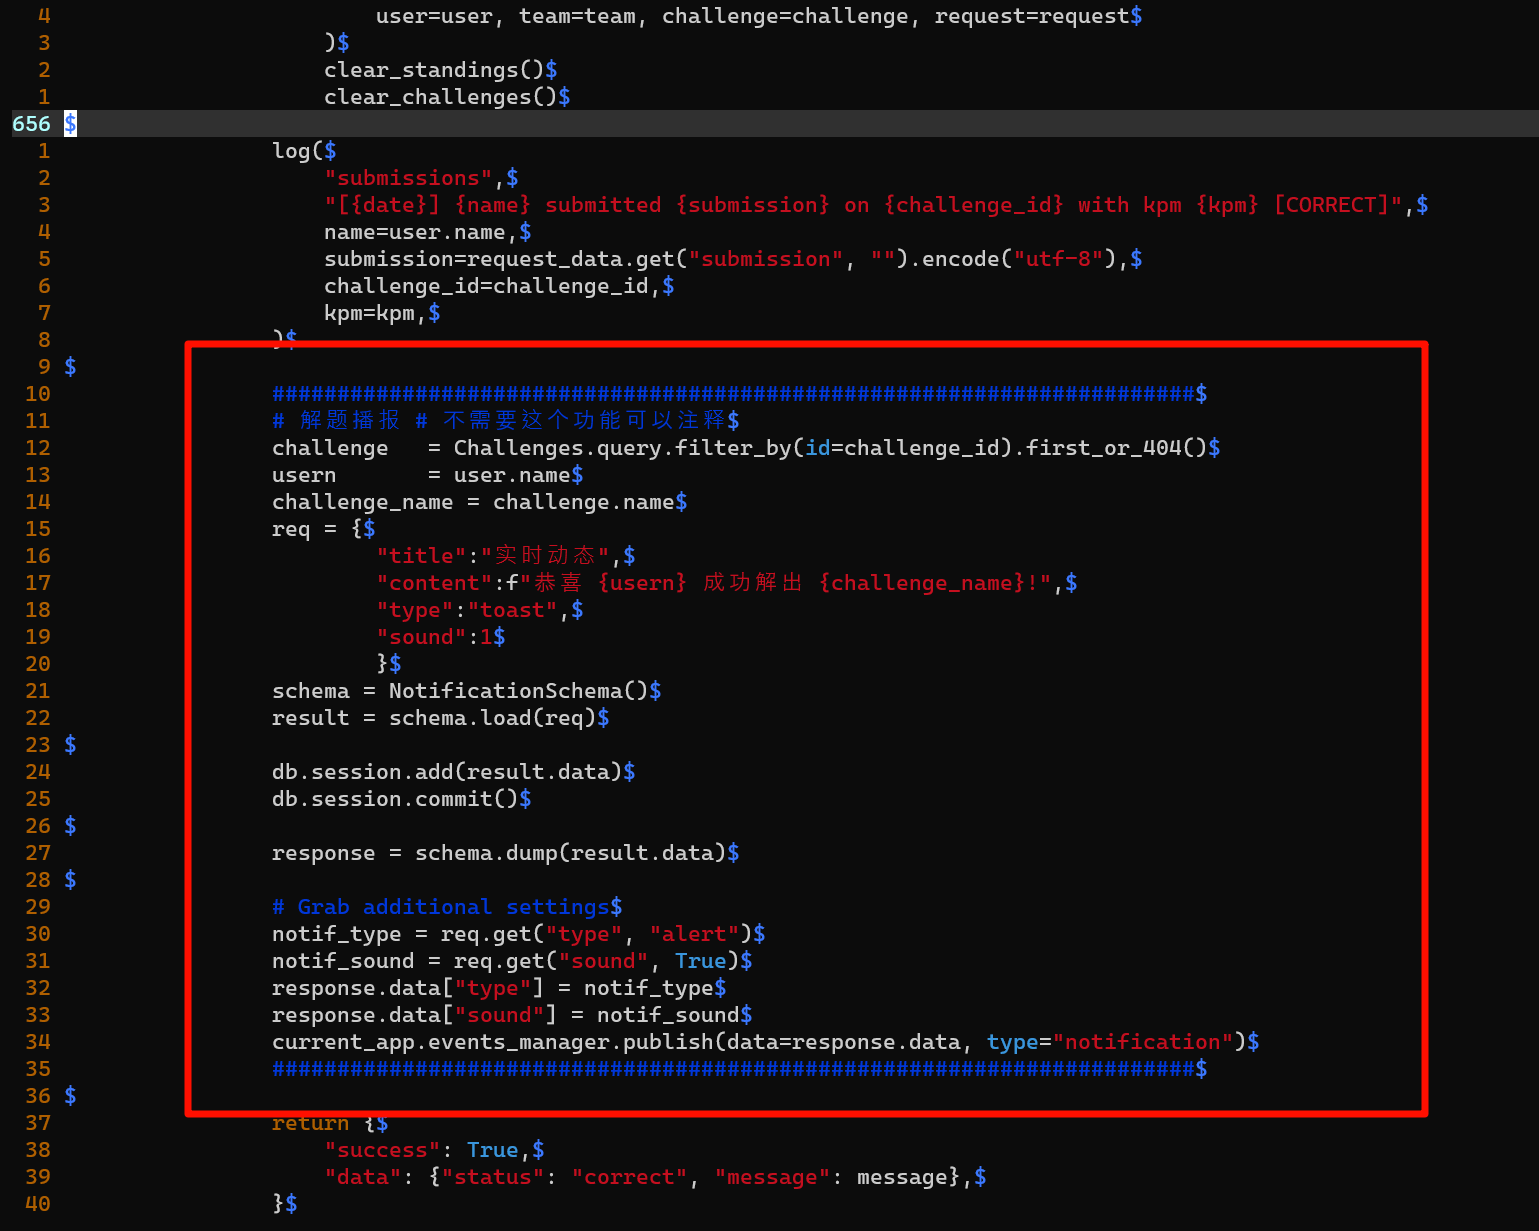 4 user=user, team=team, challenge=challenge, request=request$
3 )$
2 clear_standings()$
1 clear_challenges()$
656 $
1 log($
2 "submissions",$
3 "[{date}] {name} submitted {submission} on {challenge_id} with kpm {kpm} [CORRECT]",$
4 name=user.name,$
5 submission=request_data.get("submission", "").encode("utf-8"),$
6 challenge_id=challenge_id,$
7 kpm=kpm,$
8 )$
9 $
10 #######################################################################$
11 # 解题播报 # 不需要这个功能可以注释$
12 challenge   = Challenges.query.filter_by(id=challenge_id).first_or_404()$
13 usern       = user.name$
14 challenge_name = challenge.name$
15 req = {$
16 "title":"实时动态",$
17 "content":f"恭喜 {usern} 成功解出 {challenge_name}!",$
18 "type":"toast",$
19 "sound":1$
20 }$
21 schema = NotificationSchema()$
22 result = schema.load(req)$
23 $
24 db.session.add(result.data)$
25 db.session.commit()$
26 $
27 response = schema.dump(result.data)$
28 $
29 # Grab additional settings$
30 notif_type = req.get("type", "alert")$
31 notif_sound = req.get("sound", True)$
32 response.data["type"] = notif_type$
33 response.data["sound"] = notif_sound$
34 current_app.events_manager.publish(data=response.data, type="notification")$
35 #######################################################################$
36 $
37 return {$
38 "success": True,$
39 "data": {"status": "correct", "message": message},$
40 }$